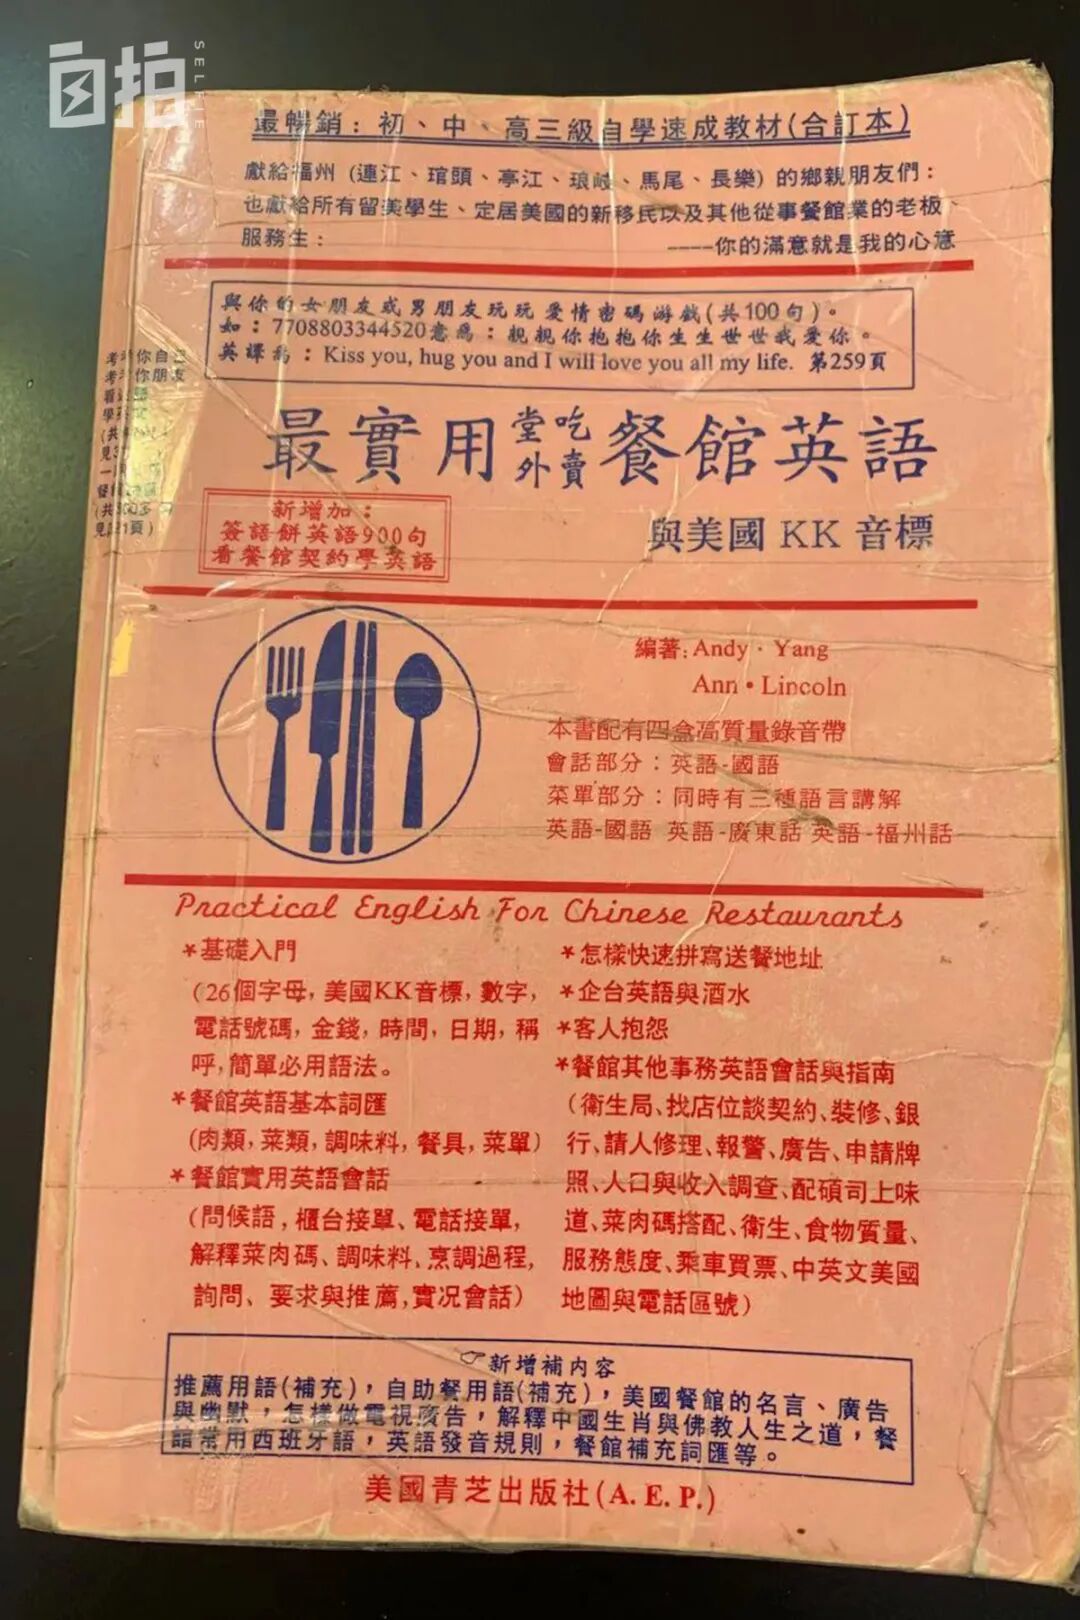 自拍
SELFIE
最暢銷：初、中、高三級自學速成教材(合訂本)
獻給福州 (連江、琯頭、亭江、琅岐、馬尾、長樂) 的鄉親朋友們：
也獻給所有留美學生、定居美國的新移民以及其他從事餐館業的老板、
服務生： ----你的滿意就是我的心意
與你的女朋友或男朋友玩玩愛情密碼游戲(共100句)。
如：7708803344520意爲：親親你抱抱你生生世世我愛你。
英譯爲：Kiss you, hug you and I will love you all my life. 第259頁
最實用堂吃外賣餐館英語
與美國 KK 音標
新增加：
簽語餅英語900句
看餐館契約學英語
編著: Andy · Yang
Ann • Lincoln
本書配有四盒高質量錄音帶
會話部分：英語-國語
菜單部分：同時有三種語言講解
英語-國語 英語-廣東話 英語-福州話
Practical English For Chinese Restaurants
*基礎入門
(26個字母, 美國KK音標, 數字,
電話號碼, 金錢, 時間, 日期, 稱
呼, 簡單必用語法。
*餐館英語基本詞匯
(肉類, 菜類, 調味料, 餐具, 菜單)
*餐館實用英語會話
(問候語, 櫃台接單、電話接單,
解釋菜肉碼、調味料、烹調過程,
詢問、要求與推薦, 實况會話)
*怎樣快速拼寫送餐地址
*企台英語與酒水
*客人抱怨
*餐館其他事務英語會話與指南
(衛生局、找店位談契約、裝修、銀
行、請人修理、報警、廣告、申請牌
照、人口與收入調查、配碩司上味
道、菜肉碼搭配、衛生、食物質量、
服務態度、乘車買票、中英文美國
地圖與電話區號)
☞新增補内容
推薦用語(補充)，自助餐用語(補充)，美國餐館的名言、廣告
與幽默，怎樣做電視廣告，解釋中國生肖與佛教人生之道，餐
館常用西班牙語，英語發音規則，餐館補充詞匯等。
美國青芝出版社(A. E. P.)